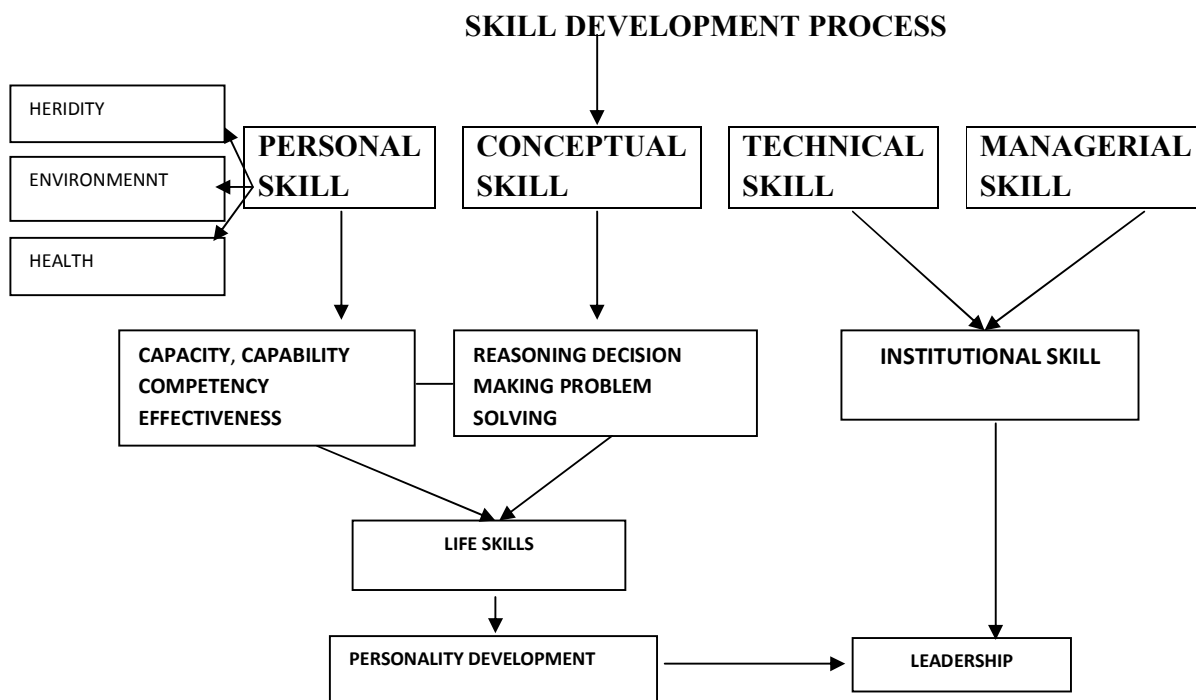 SKILL DEVELOPMENT PROCESS
HERIDITY
ENVIRONMENNT
HEALTH
PERSONAL
SKILL
CONCEPTUAL
SKILL
TECHNICAL
SKILL
MANAGERIAL
SKILL
CAPACITY, CAPABILITY
COMPETENCY
EFFECTIVENESS
REASONING DECISION
MAKING PROBLEM
SOLVING
INSTITUTIONAL SKILL
LIFE SKILLS
PERSONALITY DEVELOPMENT
LEADERSHIP